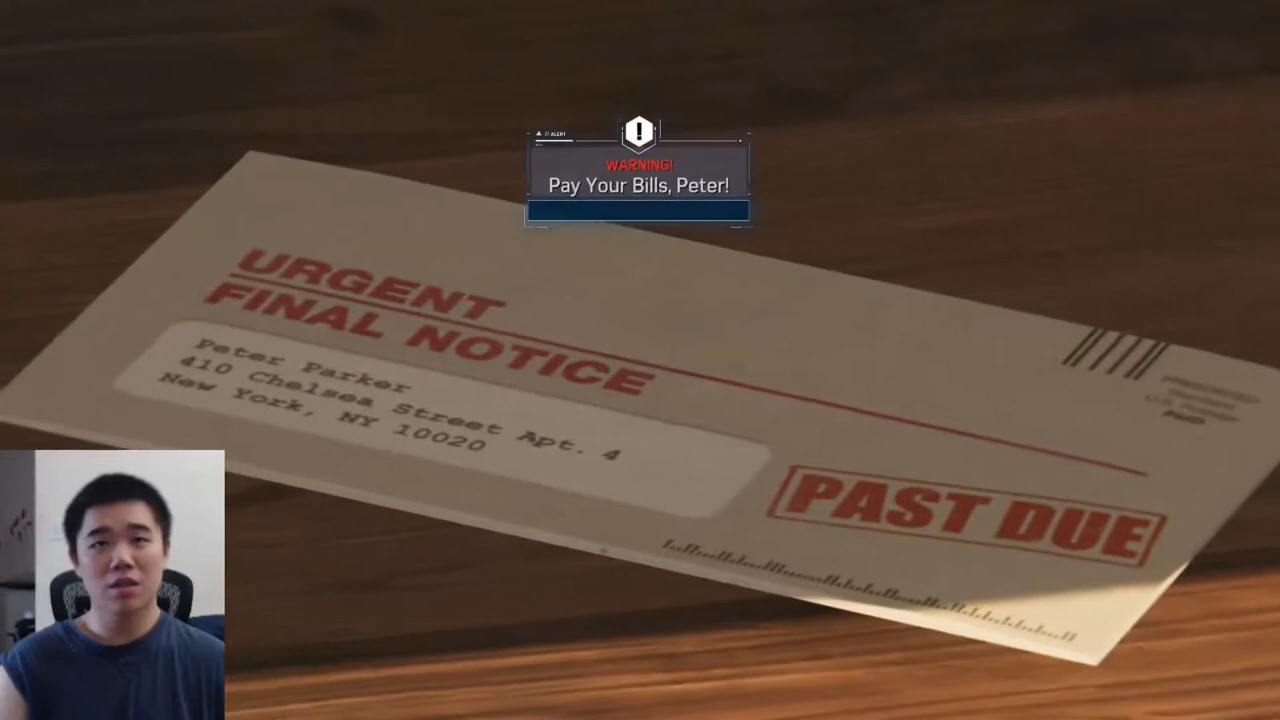 // ALERT
!
WARNING!
Pay Your Bills, Peter!
URGENT
FINAL NOTICE
Peter Parker
410 Chelsea Street Apt. 4
New York, NY 10020
PAST DUE